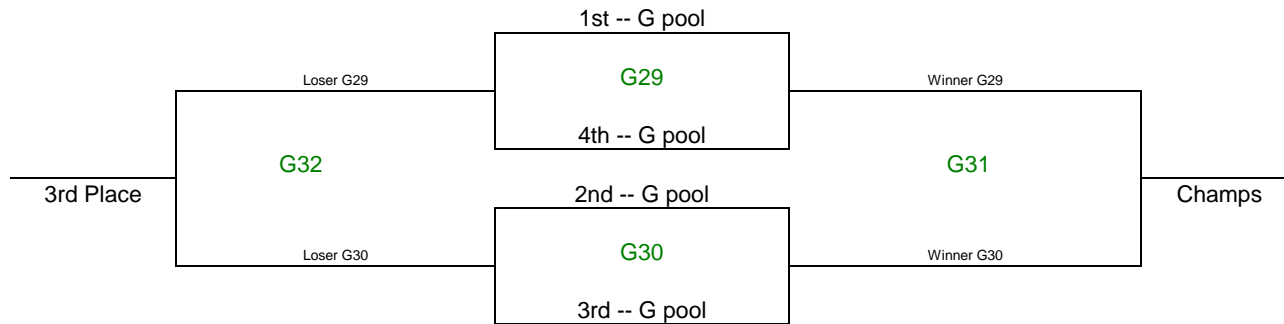 1st -- G pool
Loser G29
G29
Winner G29
4th -- G pool
G32
G31
3rd Place
2nd -- G pool
Champs
Loser G30
G30
Winner G30
3rd -- G pool